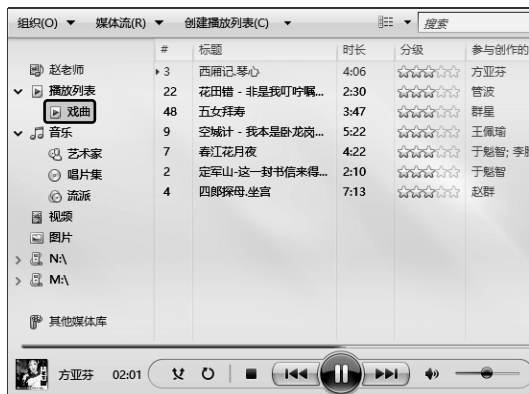 组织(O) 媒体流(R) 创建播放列表(C) 搜索
# 标题 时长 分级 参与创作的
赵老师
播放列表
戏曲
音乐
艺术家
唱片集
流派
视频
图片
N:\
M:\
其他媒体库
3 西厢记.琴心 4:06 方亚芬
22 花田错 - 非是我叮咛嘱... 2:30 管波
48 五女拜寿 3:47 群星
9 空城计 - 我本是卧龙岗... 5:22 王佩瑜
7 春江花月夜 4:22 于魁智; 李胜
2 定军山-这一封书信来得... 2:10 于魁智
4 四郎探母.坐宫 7:13 赵群
方亚芬 02:01